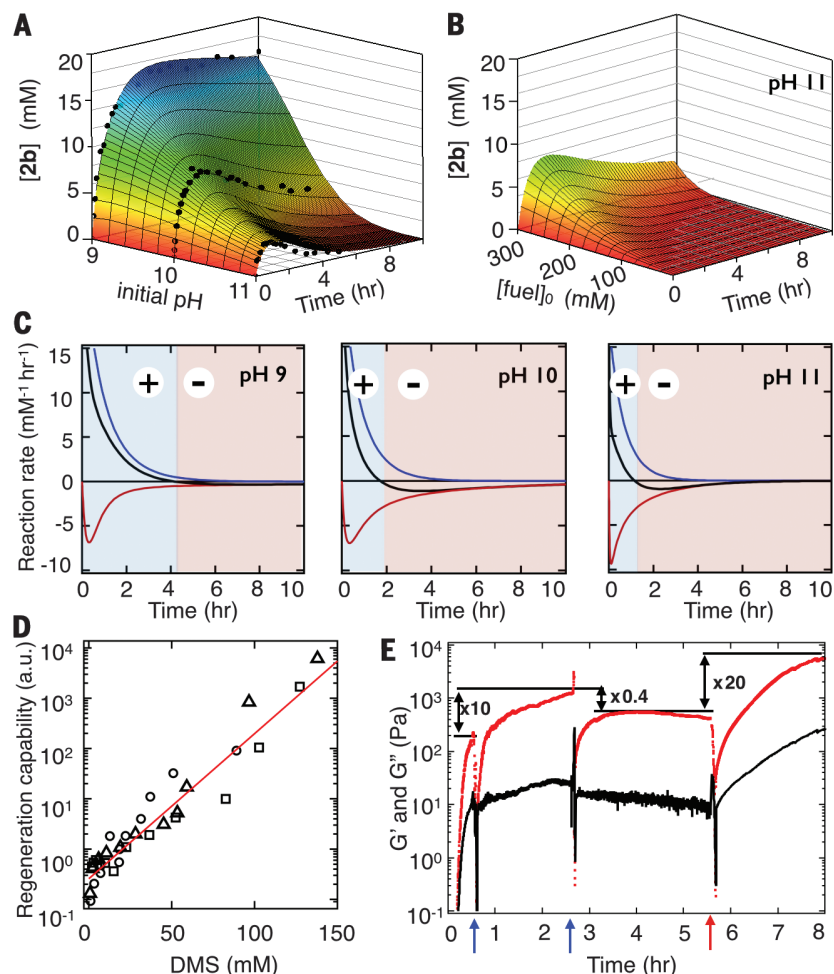 A
B
20
15
10
5
0
[2b] (mM)
9
10
11
initial pH
0
4
8
Time (hr)
20
15
10
5
0
[2b] (mM)
pH 11
300
200
100
[fuel]₀ (mM)
0
4
8
Time (hr)
C
Reaction rate (mM⁻¹ hr⁻¹)
15
10
5
0
-5
-10
+ -
pH 9
0 2 4 6 8 10
Time (hr)
+ -
pH 10
0 2 4 6 8 10
Time (hr)
+ -
pH 11
0 2 4 6 8 10
Time (hr)
D
Regeneration capability (a.u.)
10⁴
10³
10²
10¹
10⁰
10⁻¹
0 50 100 150
DMS (mM)
E
G' and G" (Pa)
10⁴
10³
10²
10¹
10⁰
10⁻¹
x10
x0.4
x20
0 1 2 3 4 5 6 7 8
Time (hr)